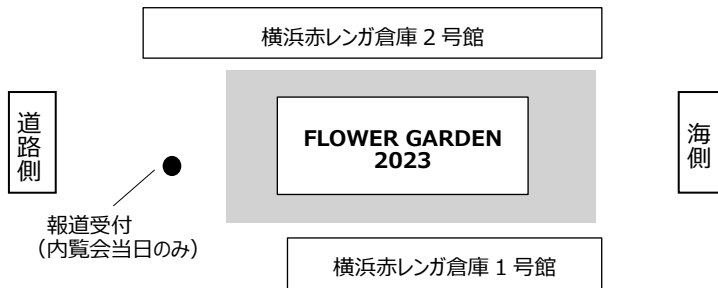 横浜赤レンガ倉庫２号館
道路側
FLOWER GARDEN
2023
海側
報道受付
（内覧会当日のみ）
横浜赤レンガ倉庫１号館